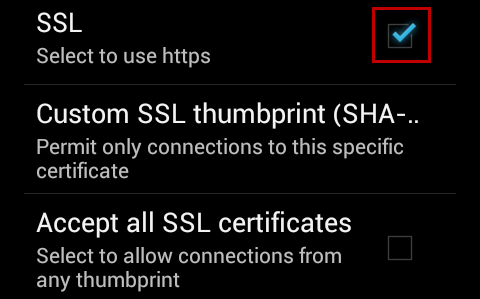 SSL
Select to use https
Custom SSL thumbprint (SHA-..
Permit only connections to this specific
certificate
Accept all SSL certificates
Select to allow connections from
any thumbprint